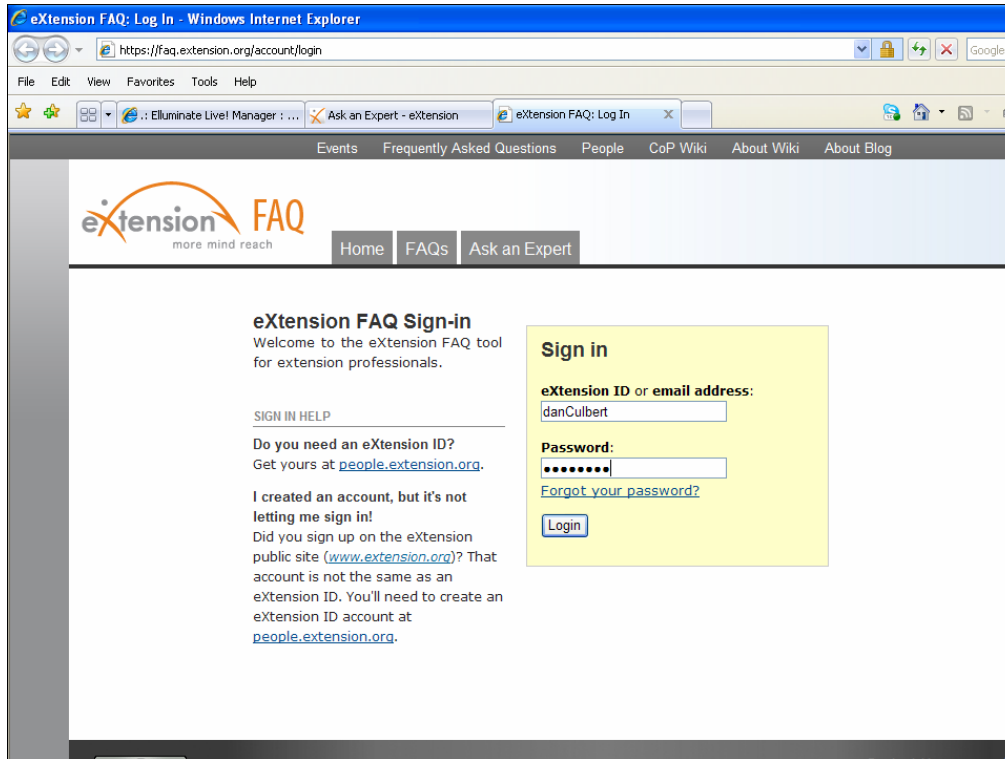 eXtension FAQ: Log In - Windows Internet Explorer
https://faq.extension.org/account/login
Google
File Edit View Favorites Tools Help
.: Elluminate Live! Manager : ... Ask an Expert - eXtension eXtension FAQ: Log In
Events Frequently Asked Questions People CoP Wiki About Wiki About Blog
eXtension FAQ
more mind reach
Home FAQs Ask an Expert
eXtension FAQ Sign-in
Welcome to the eXtension FAQ tool
for extension professionals.
SIGN IN HELP
Do you need an eXtension ID?
Get yours at people.extension.org.
I created an account, but it's not
letting me sign in!
Did you sign up on the eXtension
public site (www.extension.org)? That
account is not the same as an
eXtension ID. You'll need to create an
eXtension ID account at
people.extension.org.
Sign in
eXtension ID or email address:
danCulbert
Password:
••••••••
Forgot your password?
Login